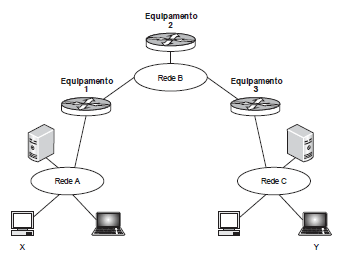 Equipamento
2
Rede B
Equipamento
1
Equipamento
3
Rede A
Rede C
X
Y